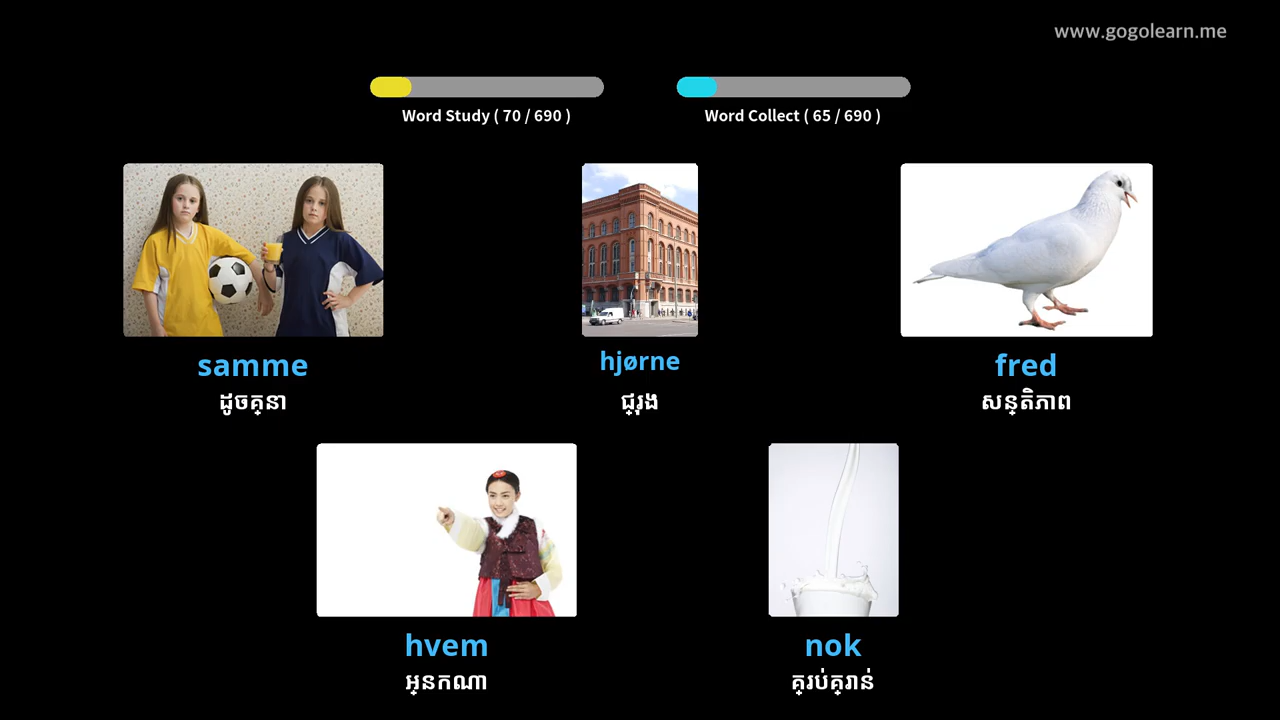 www.gogolearn.me
Word Study ( 70 / 690 )
Word Collect ( 65 / 690 )
samme
ដូចគ្នា
hjørne
ជ្រុង
fred
សន្តិភាព
hvem
អ្នកណា
nok
គ្រប់គ្រាន់